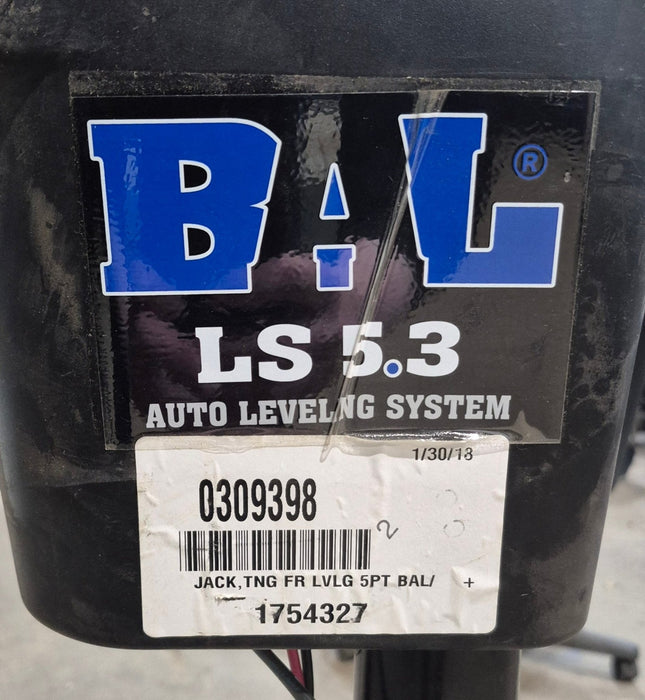 BAL®
LS 5.3
AUTO LEVELNG SYSTEM
1/30/18
0309398
2
JACK,TNG FR LVLG 5PT BAL/ +
1754327